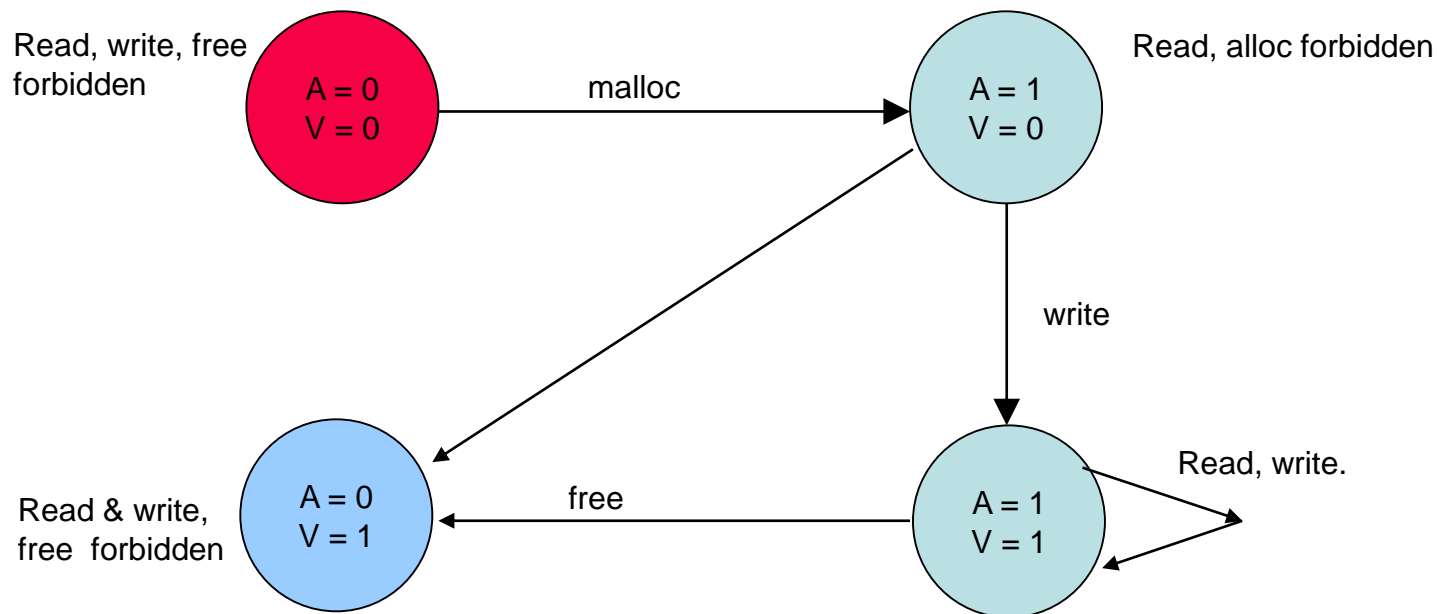 Read, write, free
forbidden
A = 0
V = 0
malloc
A = 1
V = 0
Read, alloc forbidden
write
Read & write,
free  forbidden
A = 0
V = 1
free
A = 1
V = 1
Read, write.